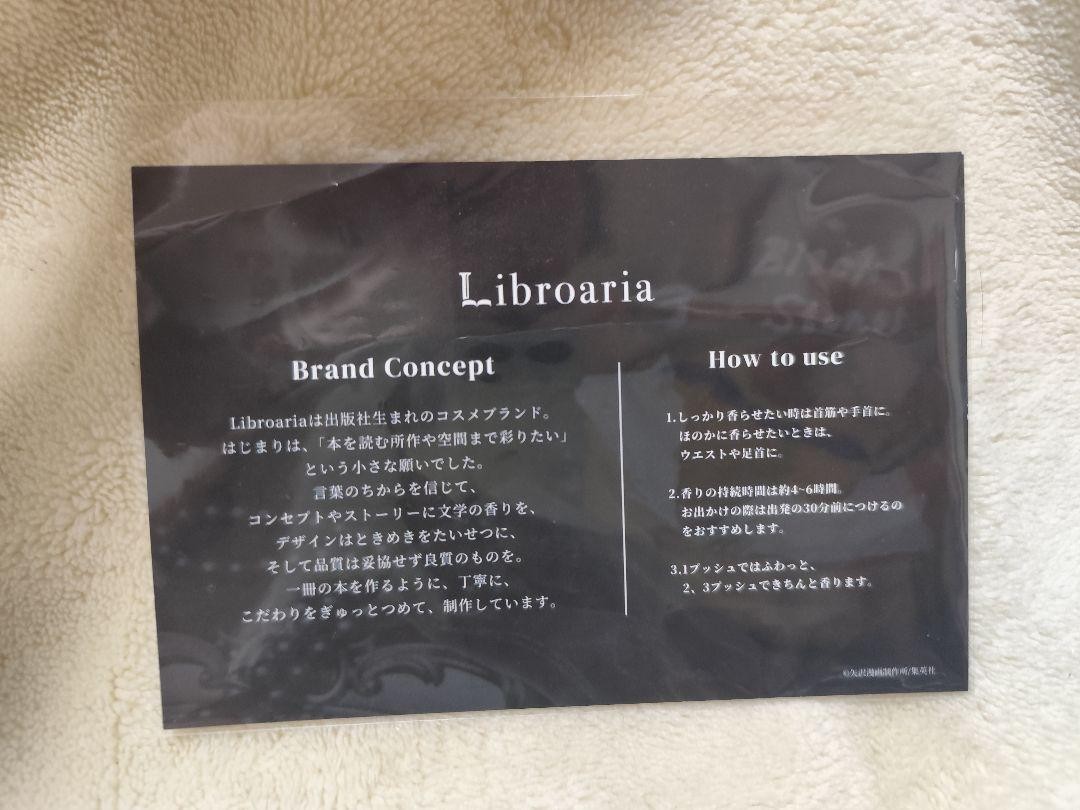 Libroaria
Brand Concept
Libroariaは出版社生まれのコスメブランド。
はじまりは、「本を読む所作や空間まで彩りたい」
という小さな願いでした。
言葉のちからを信じて、
コンセプトやストーリーに文学の香りを、
デザインはときめきをたいせつに、
そして品質は妥協せず良質のものを。
一冊の本を作るように、丁寧に、
こだわりをぎゅっとつめて、制作しています。
How to use
1.しっかり香らせたい時は首筋や手首に。
ほのかに香らせたいときは、
ウエストや足首に。
2.香りの持続時間は約4~6時間。
お出かけの際は出発の30分前につけるの
をおすすめします。
3.1プッシュではふわっと、
2、3プッシュできちんと香ります。
©矢沢漫画制作所/集英社